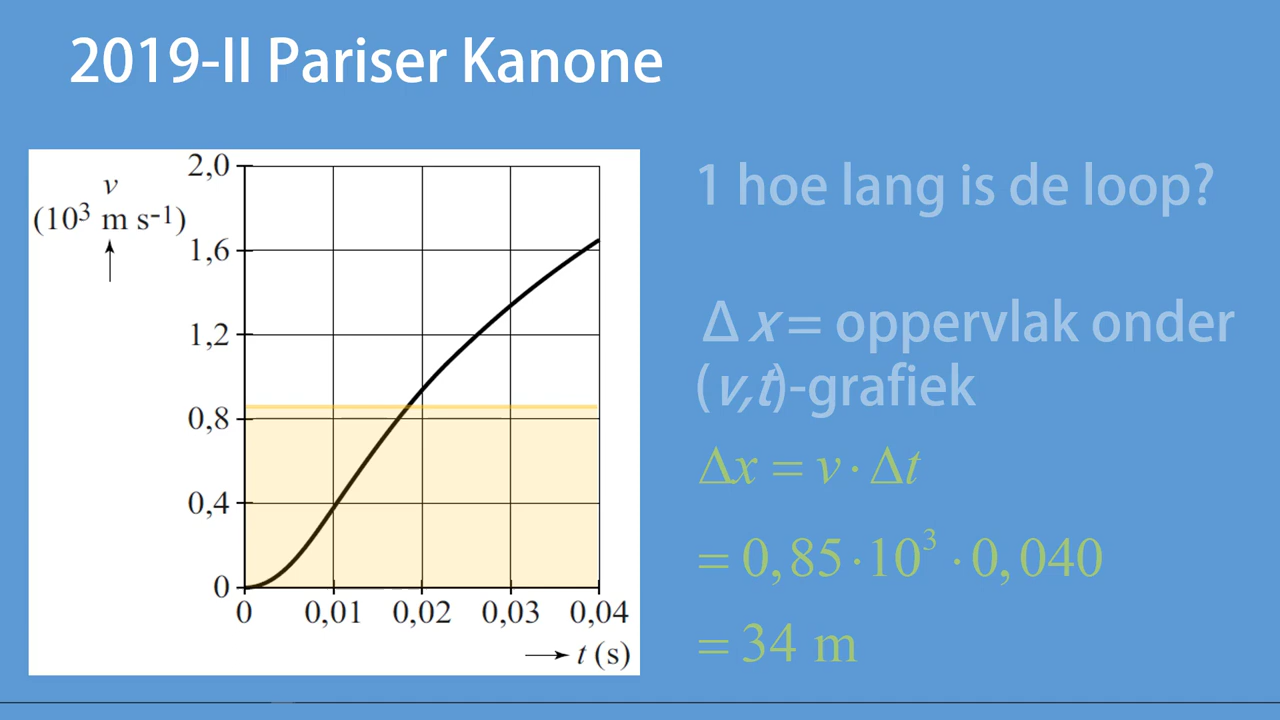 2019-II Pariser Kanone
v
(10³ m s⁻¹)
2,0
1,6
1,2
0,8
0,4
0
0 0,01 0,02 0,03 0,04
t (s)
1 hoe lang is de loop?
Δ x = oppervlak onder
(v,t)-grafiek
Δx = v · Δt
= 0,85·10³ ·0,040
= 34 m